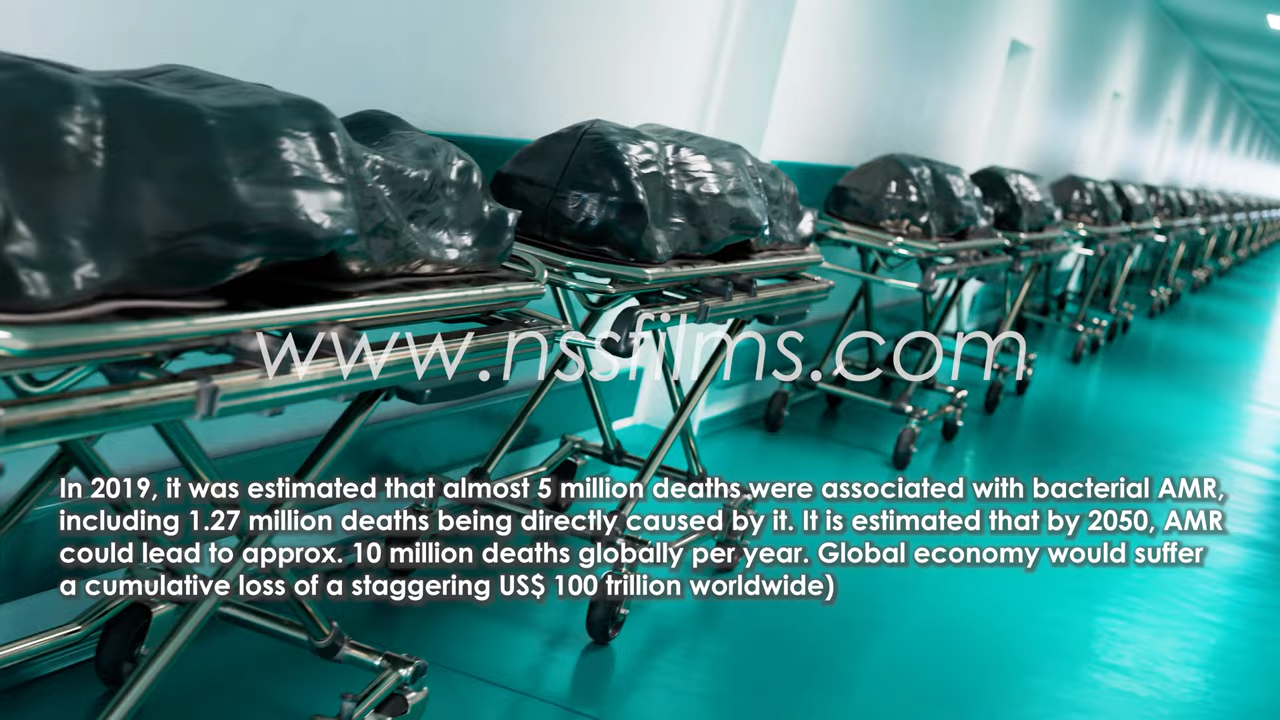 www.nssfilms.com
In 2019, it was estimated that almost 5 million deaths were associated with bacterial AMR,
including 1.27 million deaths being directly caused by it. It is estimated that by 2050, AMR
could lead to approx. 10 million deaths globally per year. Global economy would suffer
a cumulative loss of a staggering US$ 100 trillion worldwide)